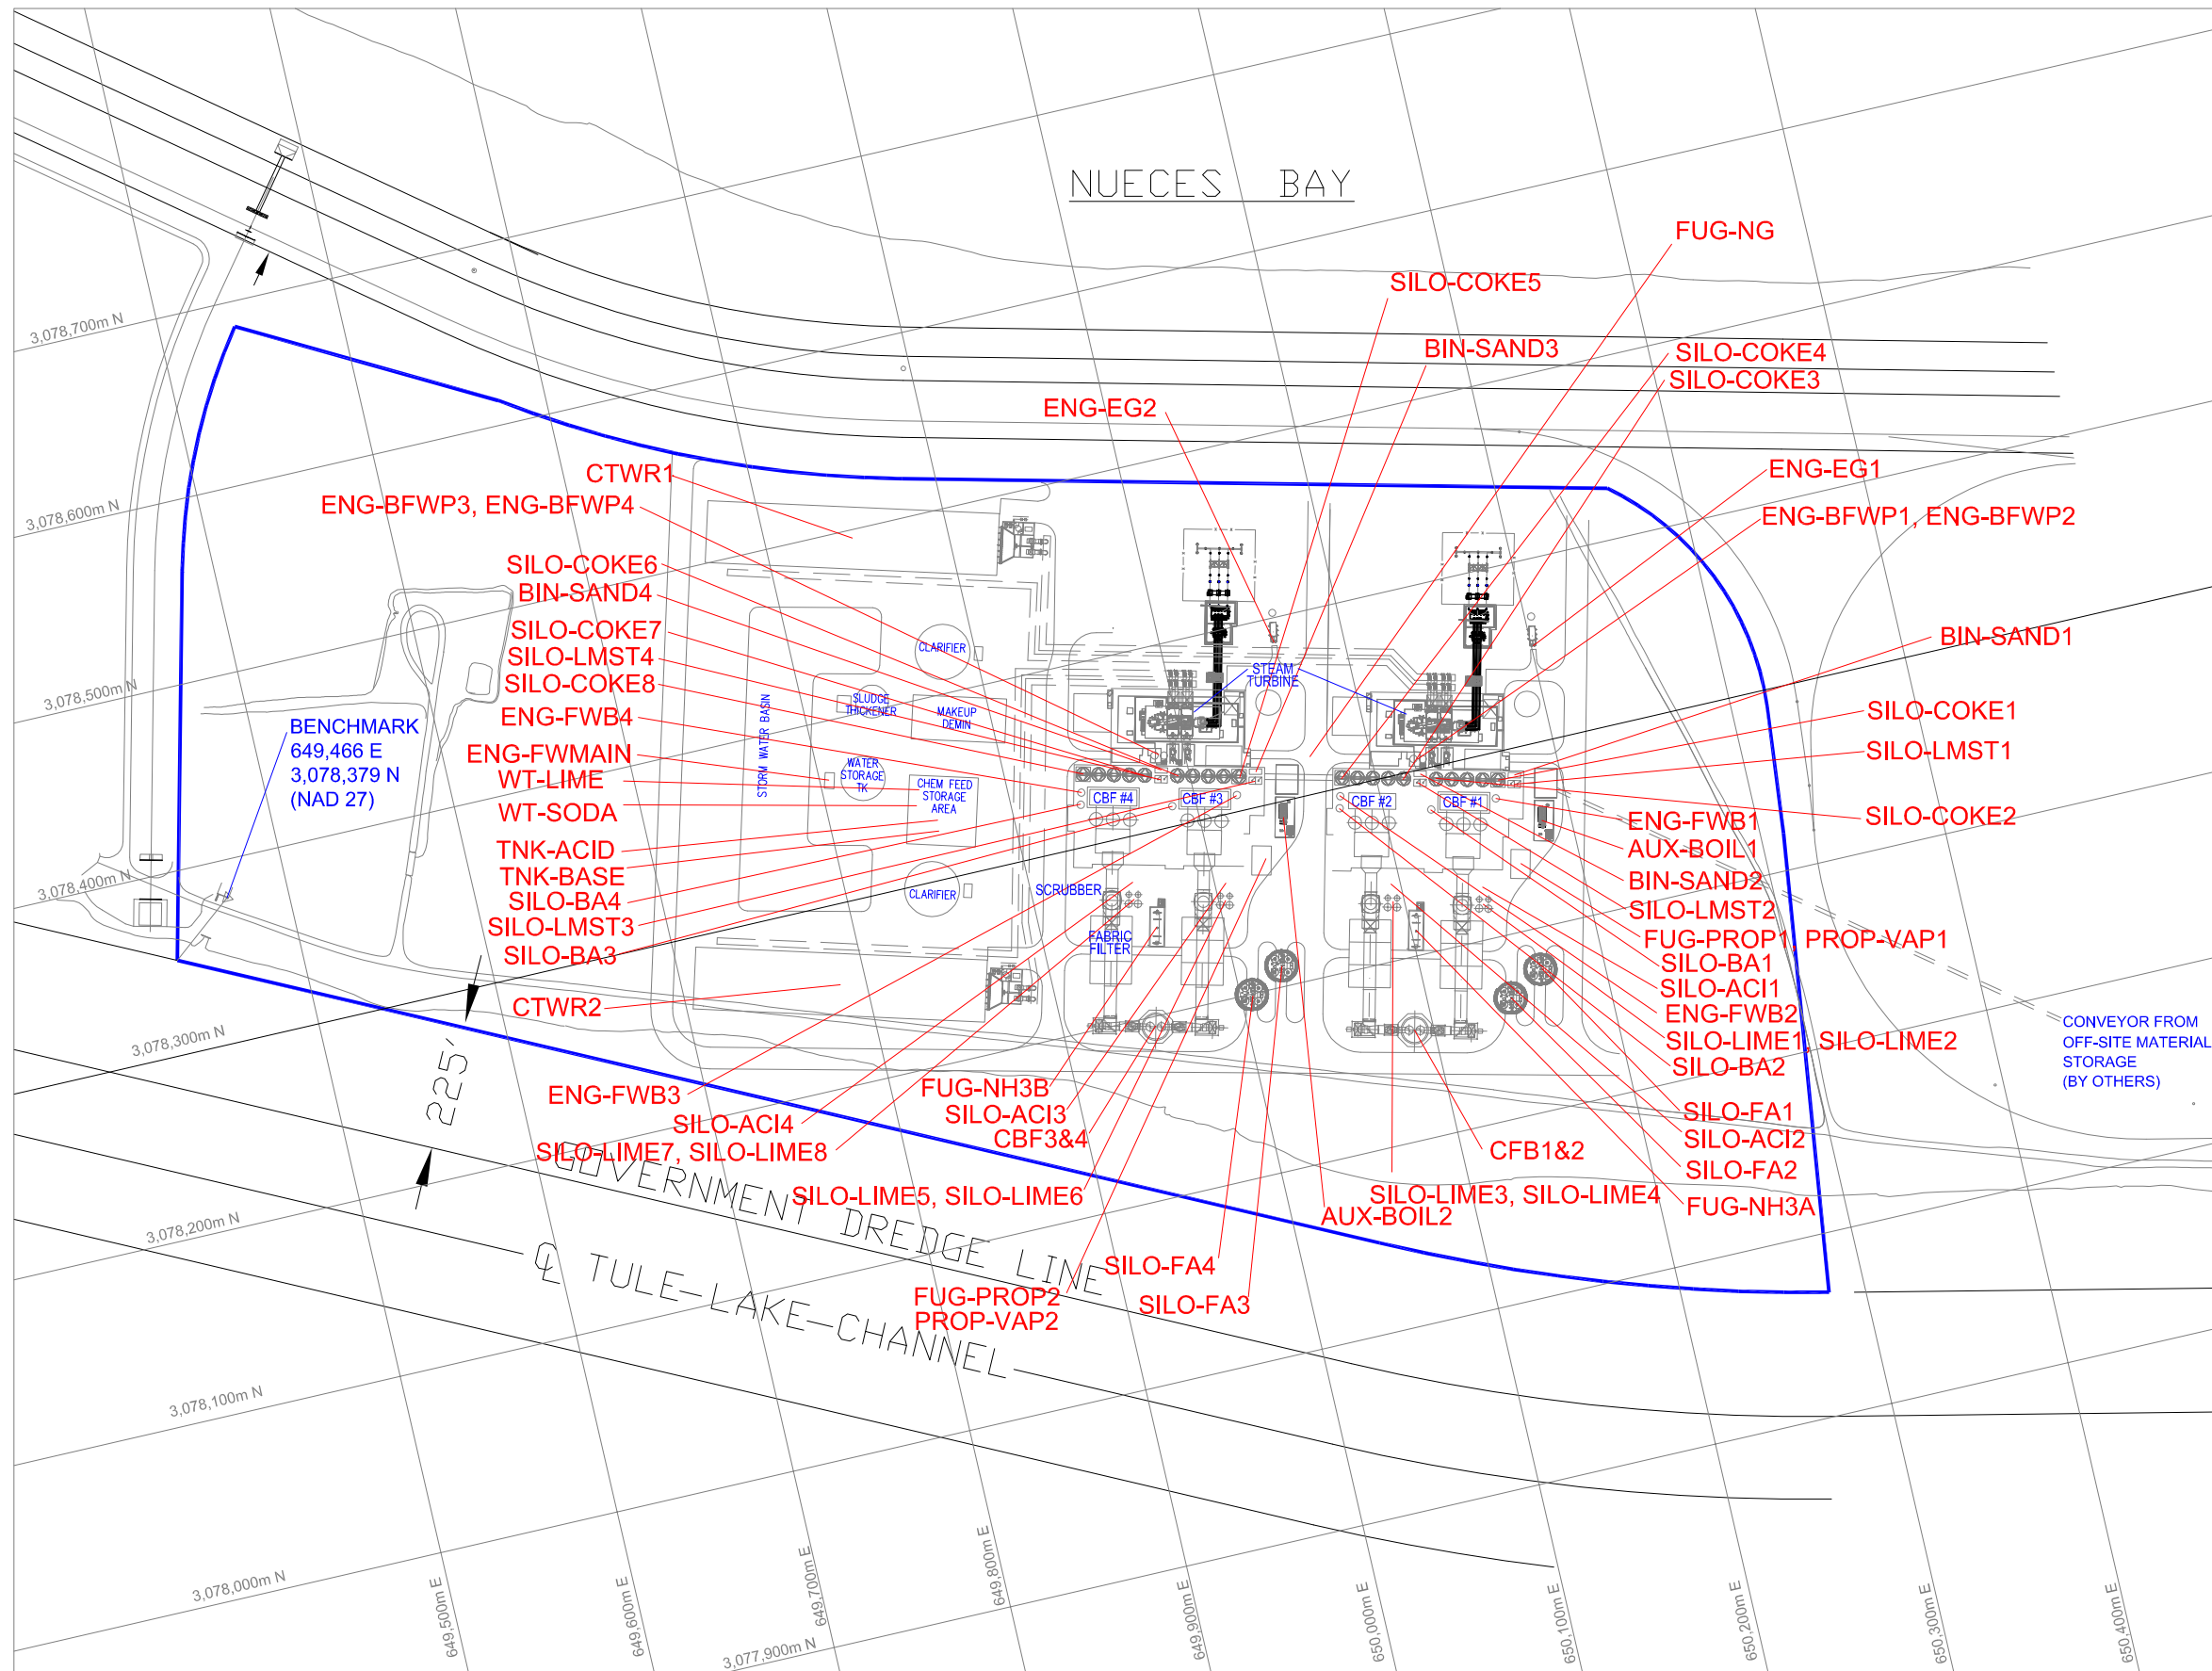 NUECES BAY
FUG-NG
SILO-COKE5
3,078,700m N
BIN-SAND3
SILO-COKE4
SILO-COKE3
ENG-EG2
CTWR1
ENG-EG1
3,078,600m N
ENG-BFWP3, ENG-BFWP4
ENG-BFWP1, ENG-BFWP2
SILO-COKE6
BIN-SAND4
SILO-COKE7
BIN-SAND1
CLARIFIER
SILO-LMST4
STEAM
TURBINE
SILO-COKE8
3,078,500m N
SLUDGE
THICKENER
MAKEUP
DEMIN
ENG-FWB4
SILO-COKE1
BENCHMARK
649,466 E
3,078,379 N
(NAD 27)
STORM WATER BASIN
ENG-FWMAIN
SILO-LMST1
WT-LIME
WATER
STORAGE
TK
CHEM FEED
STORAGE
AREA
WT-SODA
CBF #4
CBF #3
CBF #2
CBF #1
ENG-FWB1
SILO-COKE2
TNK-ACID
AUX-BOIL1
TNK-BASE
BIN-SAND2
3,078,400m N
SILO-BA4
CLARIFIER
SCRUBBER
SILO-LMST2
SILO-LMST3
FABRIC
FILTER
FUG-PROP1, PROP-VAP1
SILO-BA3
SILO-BA1
SILO-ACI1
CTWR2
ENG-FWB2
CONVEYOR FROM
OFF-SITE MATERIAL
STORAGE
(BY OTHERS)
3,078,300m N
SILO-LIME1, SILO-LIME2
SILO-BA2
225'
ENG-FWB3
FUG-NH3B
SILO-ACI3
SILO-FA1
SILO-ACI4
CBF3&4
SILO-ACI2
SILO-LIME7, SILO-LIME8
CFB1&2
SILO-FA2
GOVERNMENT DREDGE LINE
SILO-LIME5, SILO-LIME6
SILO-LIME3, SILO-LIME4
FUG-NH3A
AUX-BOIL2
3,078,200m N
℄ TULE-LAKE-CHANNEL
SILO-FA4
FUG-PROP2
PROP-VAP2
SILO-FA3
3,078,100m N
3,078,000m N
3,077,900m N
649,500m E
649,600m E
649,700m E
649,800m E
649,900m E
650,000m E
650,100m E
650,200m E
650,300m E
650,400m E